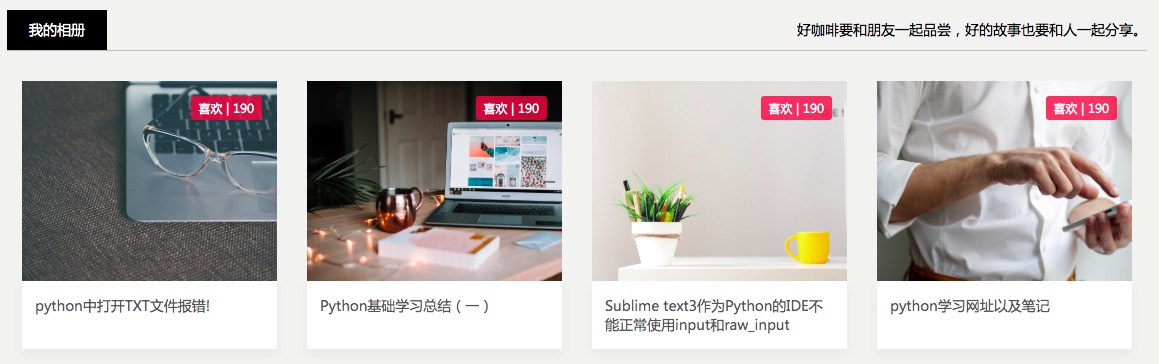 我的相册
好咖啡要和朋友一起品尝，好的故事也要和人一起分享。
喜欢 | 190
喜欢 | 190
喜欢 | 190
喜欢 | 190
python中打开TXT文件报错!
Python基础学习总结（一）
Sublime text3作为Python的IDE不
能正常使用input和raw_input
python学习网址以及笔记